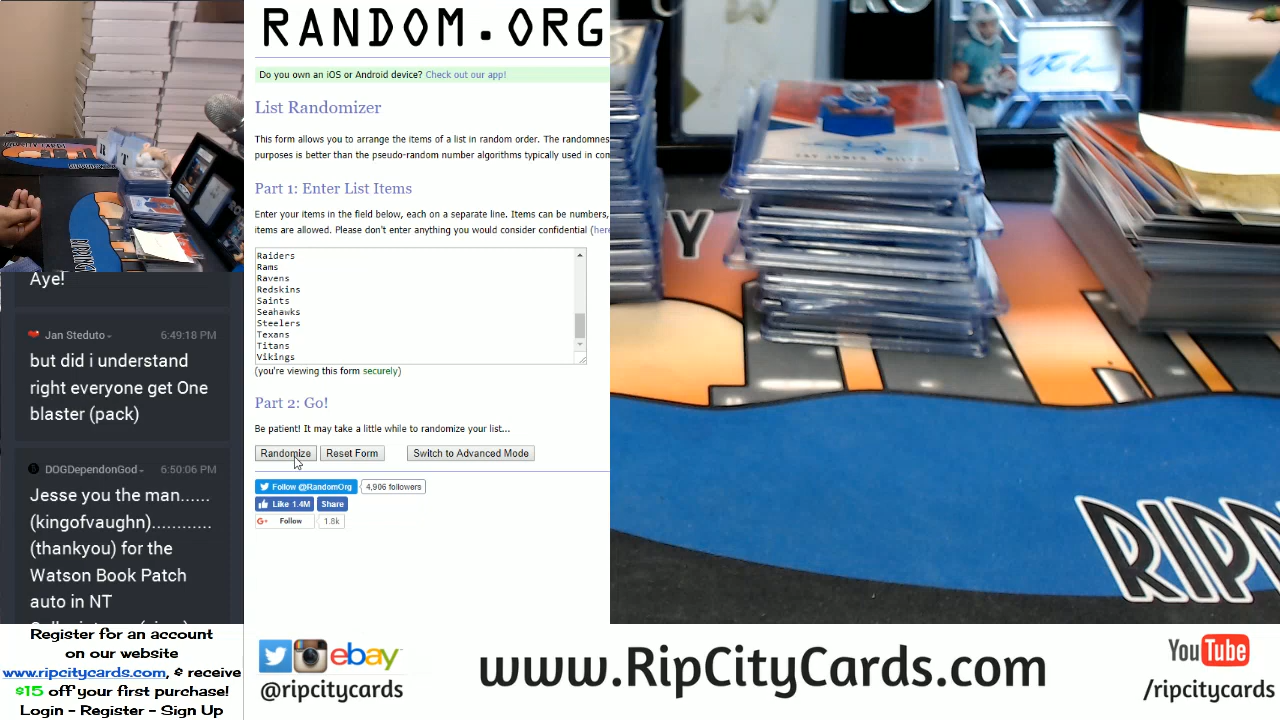 RANDOM.ORG
Do you own an iOS or Android device? Check out our app!
List Randomizer
This form allows you to arrange the items of a list in random order. The randomnes
purposes is better than the pseudo-random number algorithms typically used in com
Part 1: Enter List Items
Enter your items in the field below, each on a separate line. Items can be numbers,
items are allowed. Please don't enter anything you would consider confidential (here
Raiders
Rams
Ravens
Redskins
Saints
Seahawks
Steelers
Texans
Titans
Vikings
(you're viewing this form securely)
Part 2: Go!
Be patient! It may take a little while to randomize your list...
Randomize
Reset Form
Switch to Advanced Mode
Follow @RandomOrg
4,906 followers
Like 1.4M
Share
Follow
1.8k
Aye!
Jan Steduto
6:49:18 PM
but did i understand
right everyone get One
blaster (pack)
DOGDependonGod
6:50:06 PM
Jesse you the man......
(kingofvaughn)............
(thankyou) for the
Watson Book Patch
auto in NT
ZAY JONES - BILLS
Y
RIPP
Register for an account
on our website
www.ripcitycards.com, & receive
$15 off your first purchase!
Login - Register - Sign Up
ebay
@ripcitycards
www.RipCityCards.com
YouTube
/ripcitycards